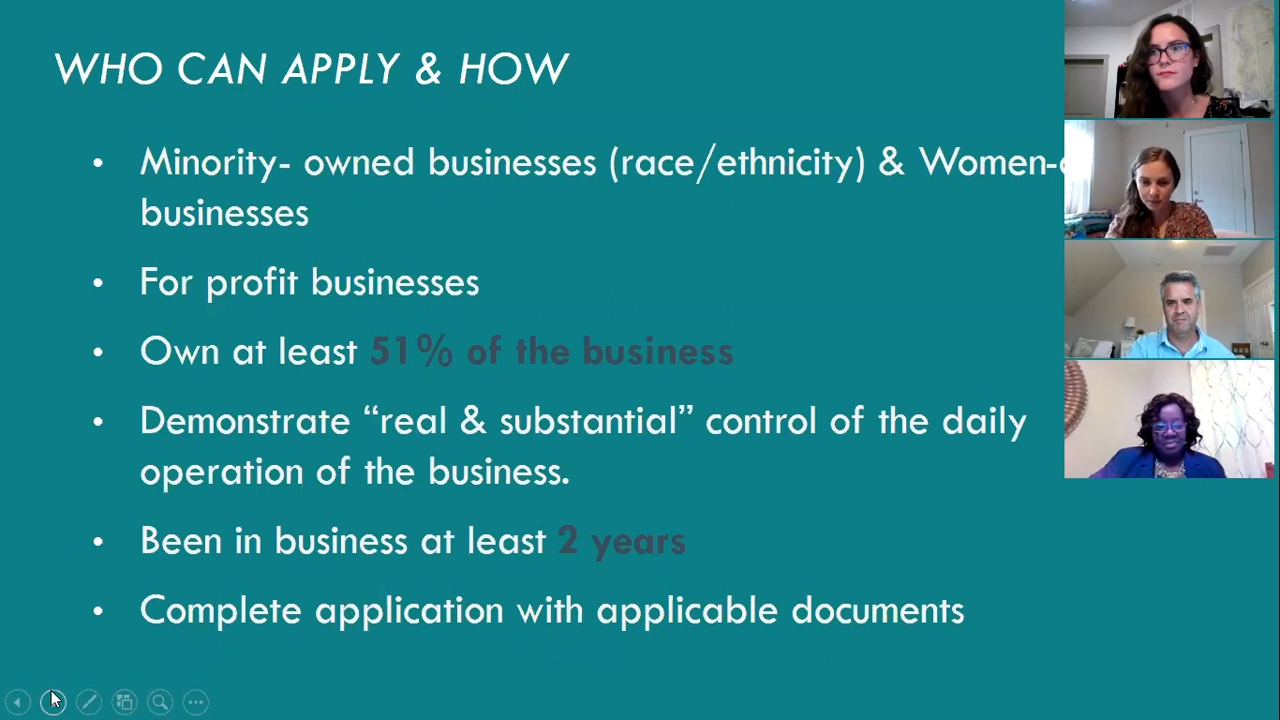 WHO CAN APPLY & HOW
• Minority- owned businesses (race/ethnicity) & Women-
businesses
• For profit businesses
• Own at least 51% of the business
• Demonstrate “real & substantial” control of the daily
operation of the business.
• Been in business at least 2 years
• Complete application with applicable documents